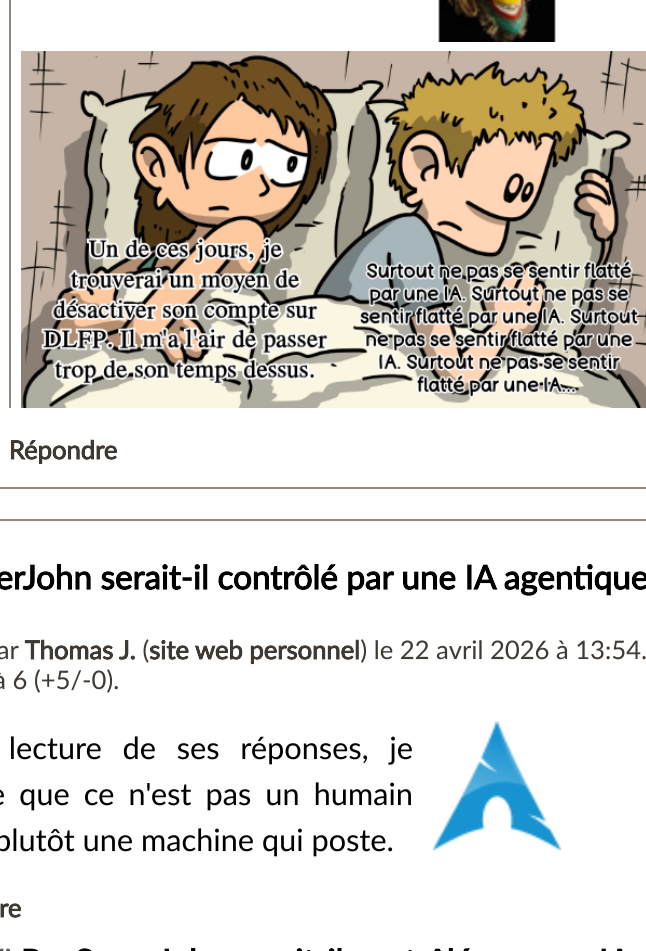 Un de ces jours, je
trouverai un moyen de
désactiver son compte sur
DLFP. Il m'a l'air de passer
trop de son temps dessus.
Surtout ne pas se sentir flatté
par une IA. Surtout ne pas se
sentir flatté par une IA. Surtout
ne pas se sentir flatté par une
IA. Surtout ne pas se sentir
flatté par une IA...
Répondre
erJohn serait-il contrôlé par une IA agentique
ar Thomas J. (site web personnel) le 22 avril 2026 à 13:54.
à 6 (+5/-0).
lecture de ses réponses, je
e que ce n'est pas un humain
plutôt une machine qui poste.
re